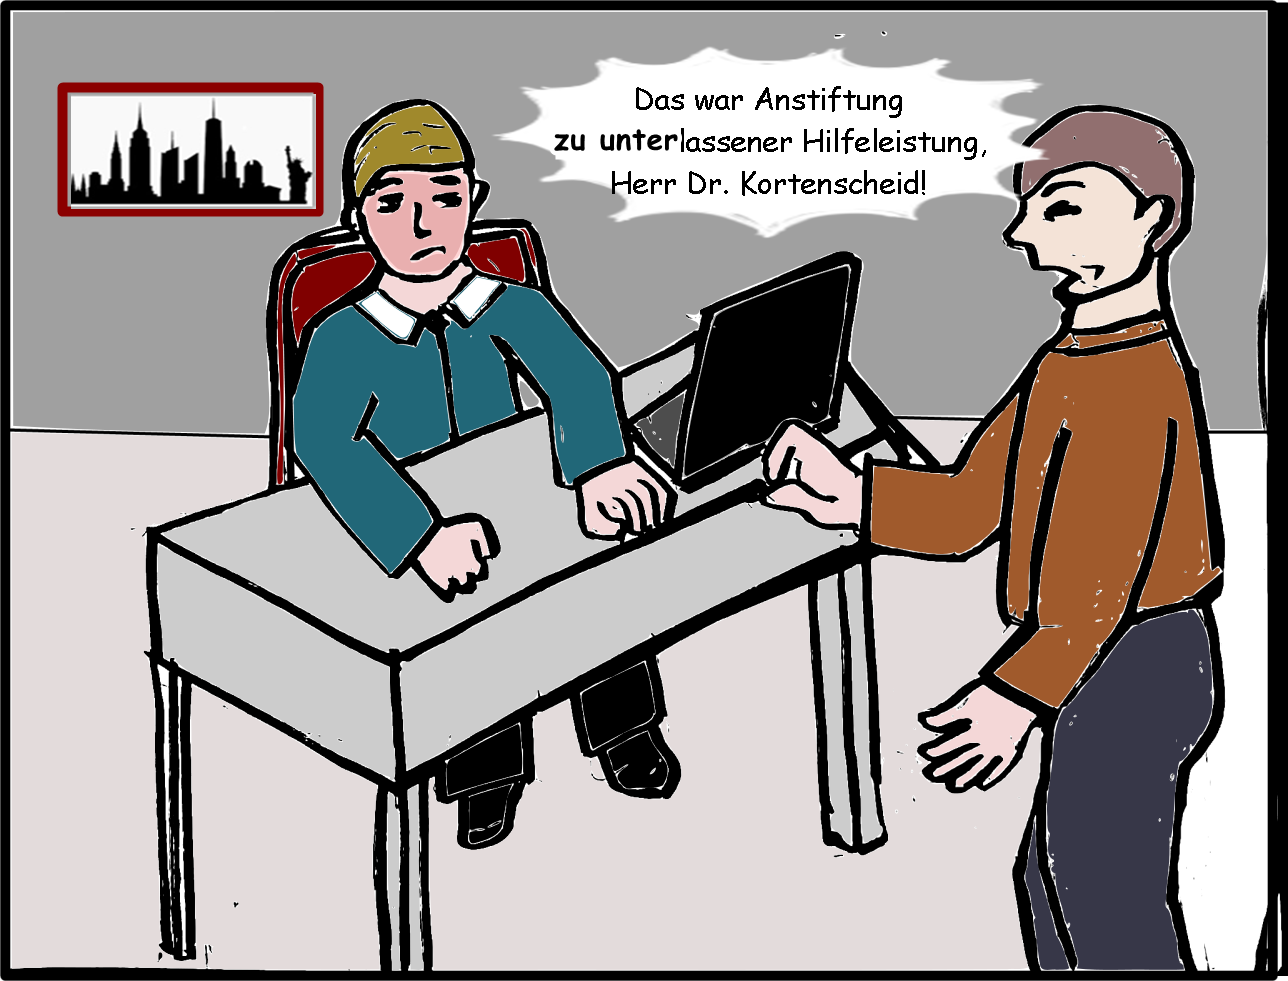 Das war Anstiftung
zu unterlassener Hilfeleistung,
Herr Dr. Kortenscheid!